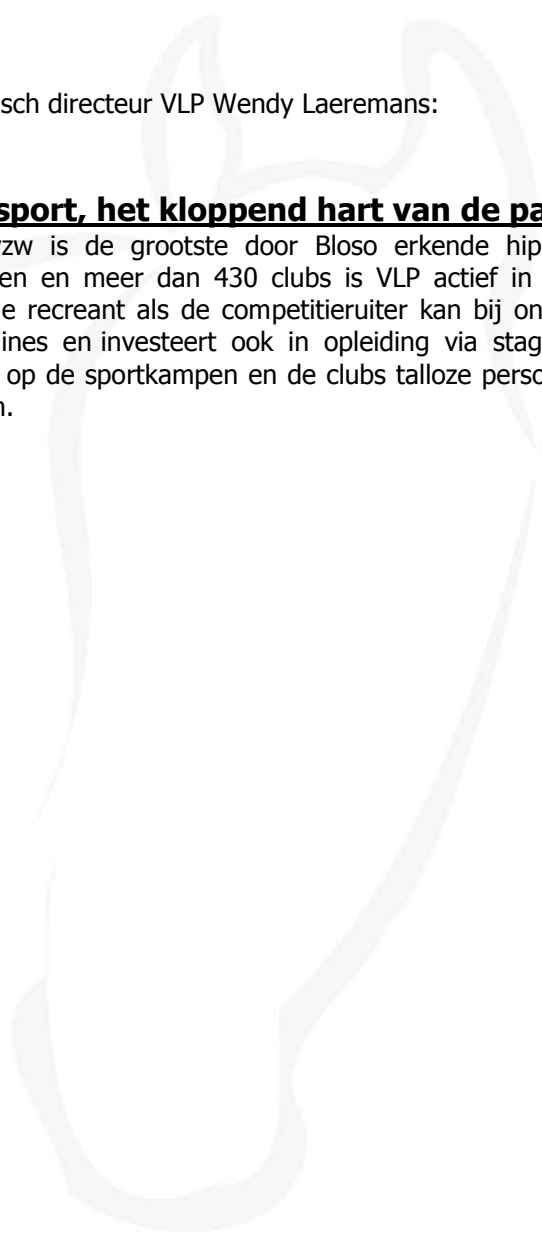 sch directeur VLP Wendy Laeremans:
sport, het kloppend hart van de pa
vzw is de grootste door Bloso erkende hip
en en meer dan 430 clubs is VLP actief in
e recreant als de competitieruiter kan bij on
ines en investeert ook in opleiding via stag
op de sportkampen en de clubs talloze perso
n.